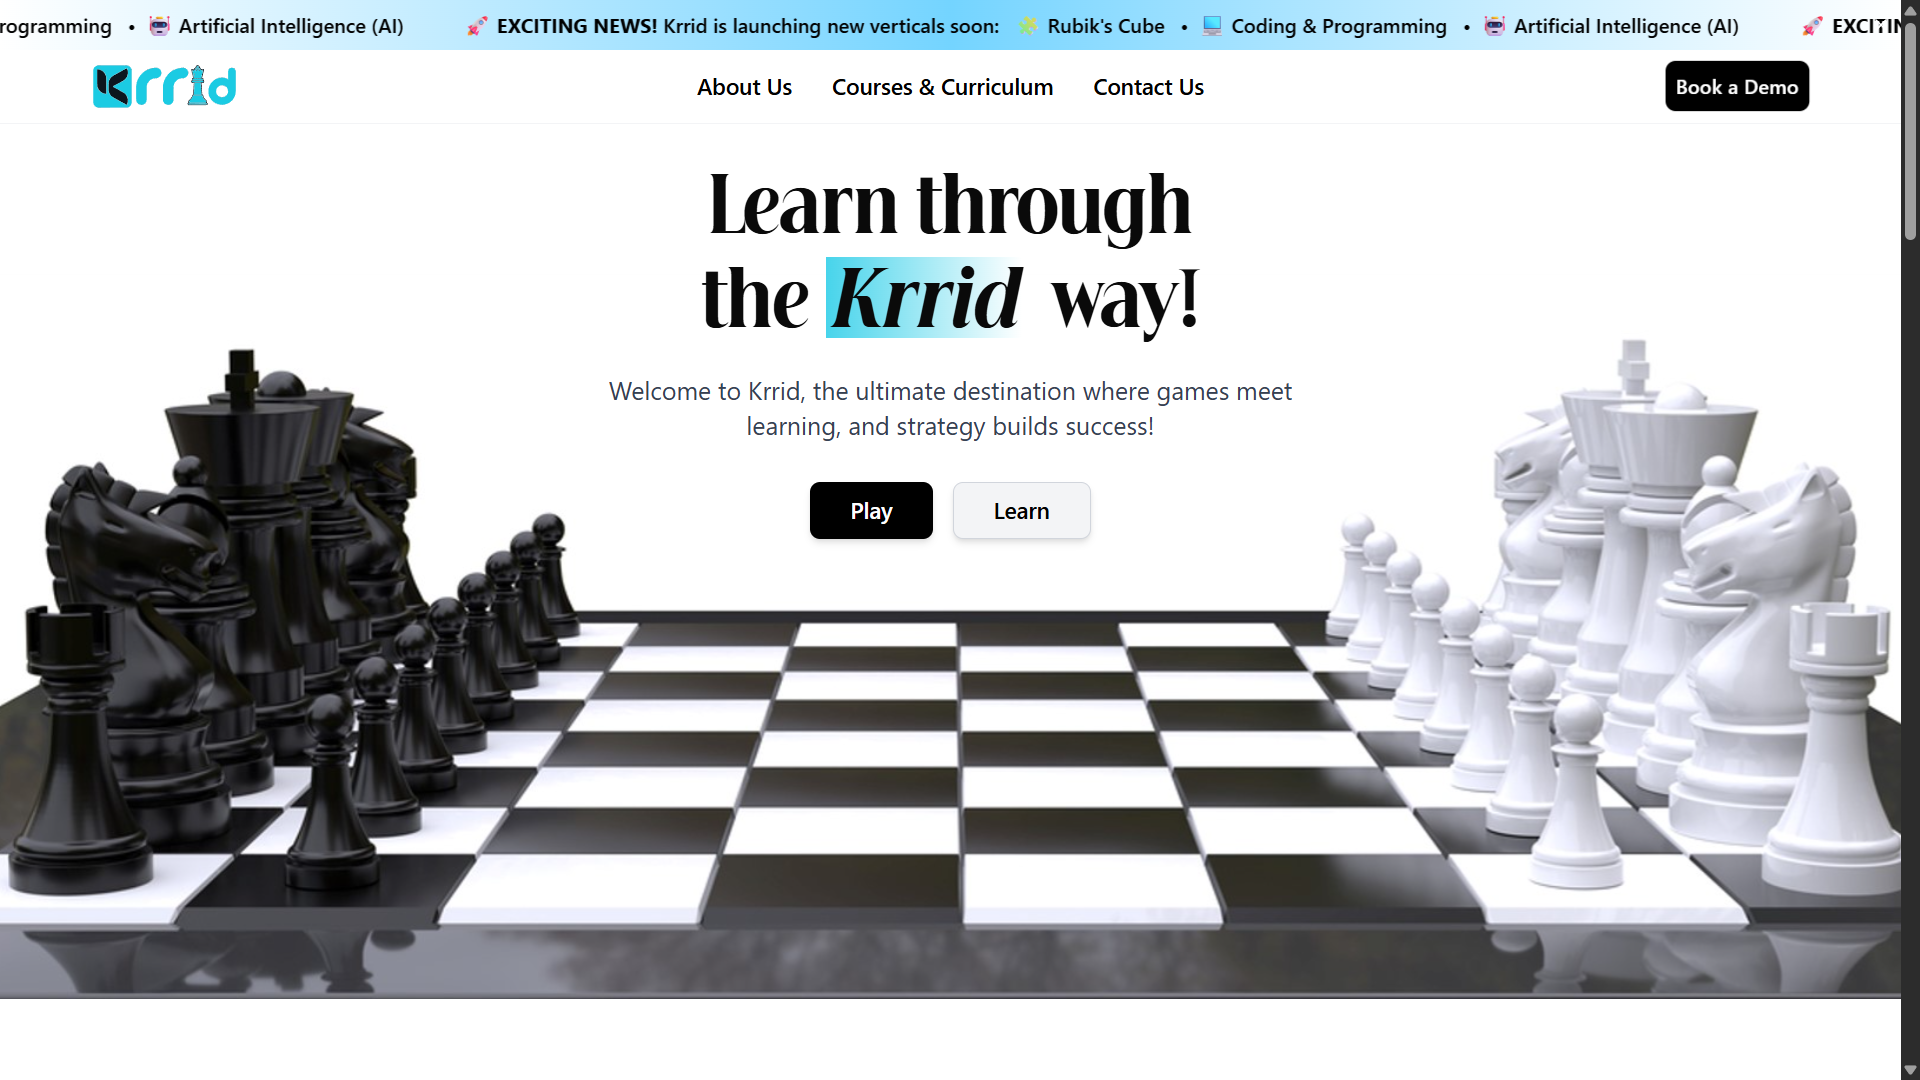 rogramming • Artificial Intelligence (AI) EXCITING NEWS! Krrid is launching new verticals soon: Rubik's Cube • Coding & Programming • Artificial Intelligence (AI) EXCITIN
Krrid
About Us Courses & Curriculum Contact Us
Book a Demo
Learn through
the Krrid way!
Welcome to Krrid, the ultimate destination where games meet
learning, and strategy builds success!
Play Learn